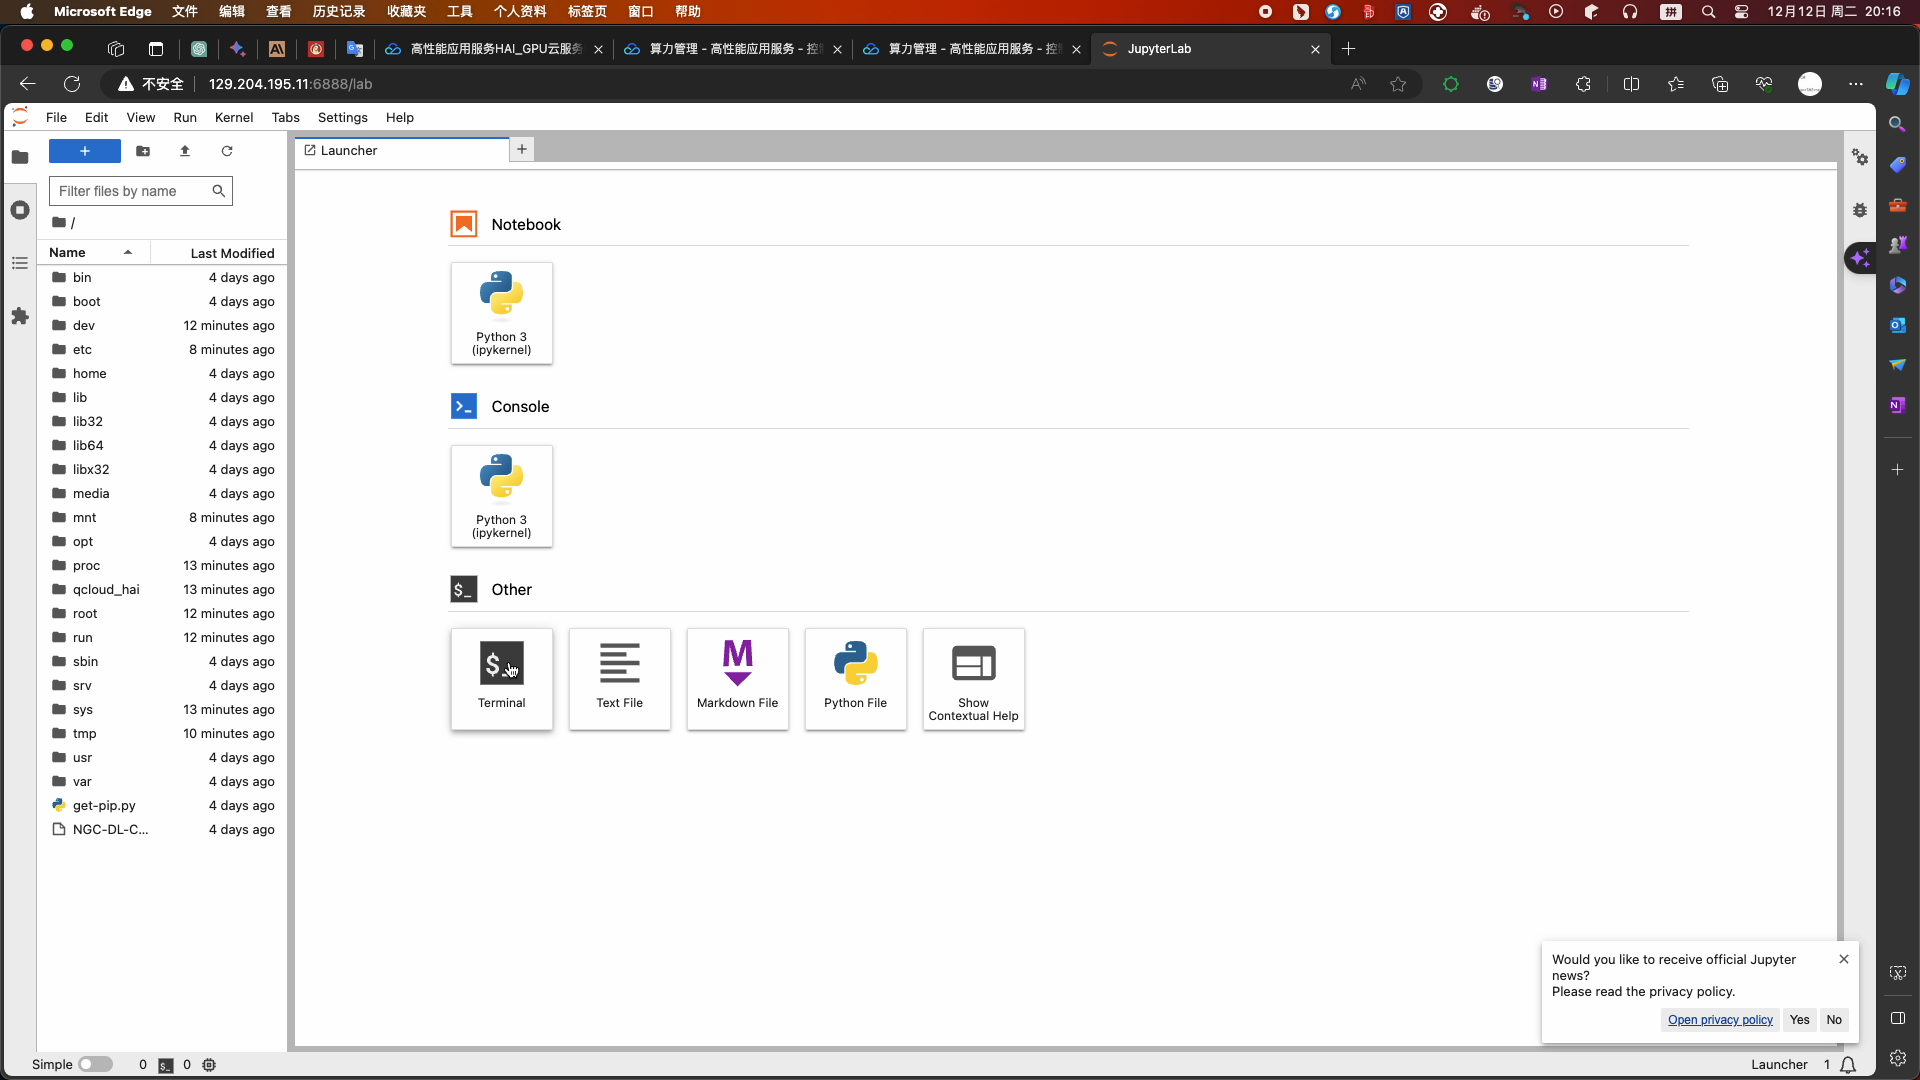 Microsoft Edge 文件 编辑 查看 历史记录 收藏夹 工具 个人资料 标签页 窗口 帮助 拼 12月12日 周二 20:16
高性能应用服务HAI_GPU云服务 算力管理 - 高性能应用服务 - 控 算力管理 - 高性能应用服务 - 控 JupyterLab
不安全 129.204.195.11:6888/lab
File Edit View Run Kernel Tabs Settings Help
Launcher
Filter files by name
/
Name Last Modified
bin 4 days ago
boot 4 days ago
dev 12 minutes ago
etc 8 minutes ago
home 4 days ago
lib 4 days ago
lib32 4 days ago
lib64 4 days ago
libx32 4 days ago
media 4 days ago
mnt 8 minutes ago
opt 4 days ago
proc 13 minutes ago
qcloud_hai 13 minutes ago
root 12 minutes ago
run 12 minutes ago
sbin 4 days ago
srv 4 days ago
sys 13 minutes ago
tmp 10 minutes ago
usr 4 days ago
var 4 days ago
get-pip.py 4 days ago
NGC-DL-C... 4 days ago
Notebook
Python 3
(ipykernel)
Console
Python 3
(ipykernel)
$_ Other
Terminal Text File Markdown File Python File Show
Contextual Help
Would you like to receive official Jupyter
news?
Please read the privacy policy.
Open privacy policy Yes No
Simple 0 $_ 0 Launcher 1